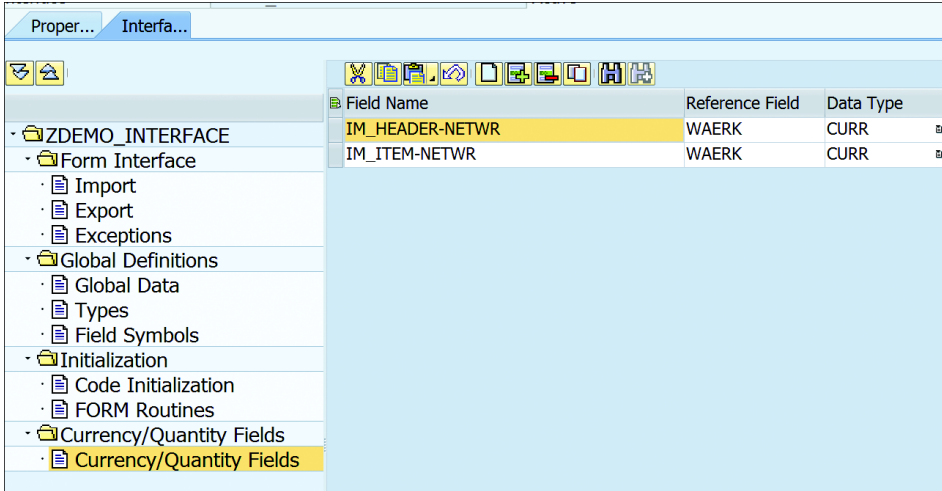 Proper... Interfa...
Field Name Reference Field Data Type
IM_HEADER-NETWR WAERK CURR
IM_ITEM-NETWR WAERK CURR
ZDEMO_INTERFACE
Form Interface
Import
Export
Exceptions
Global Definitions
Global Data
Types
Field Symbols
Initialization
Code Initialization
FORM Routines
Currency/Quantity Fields
Currency/Quantity Fields